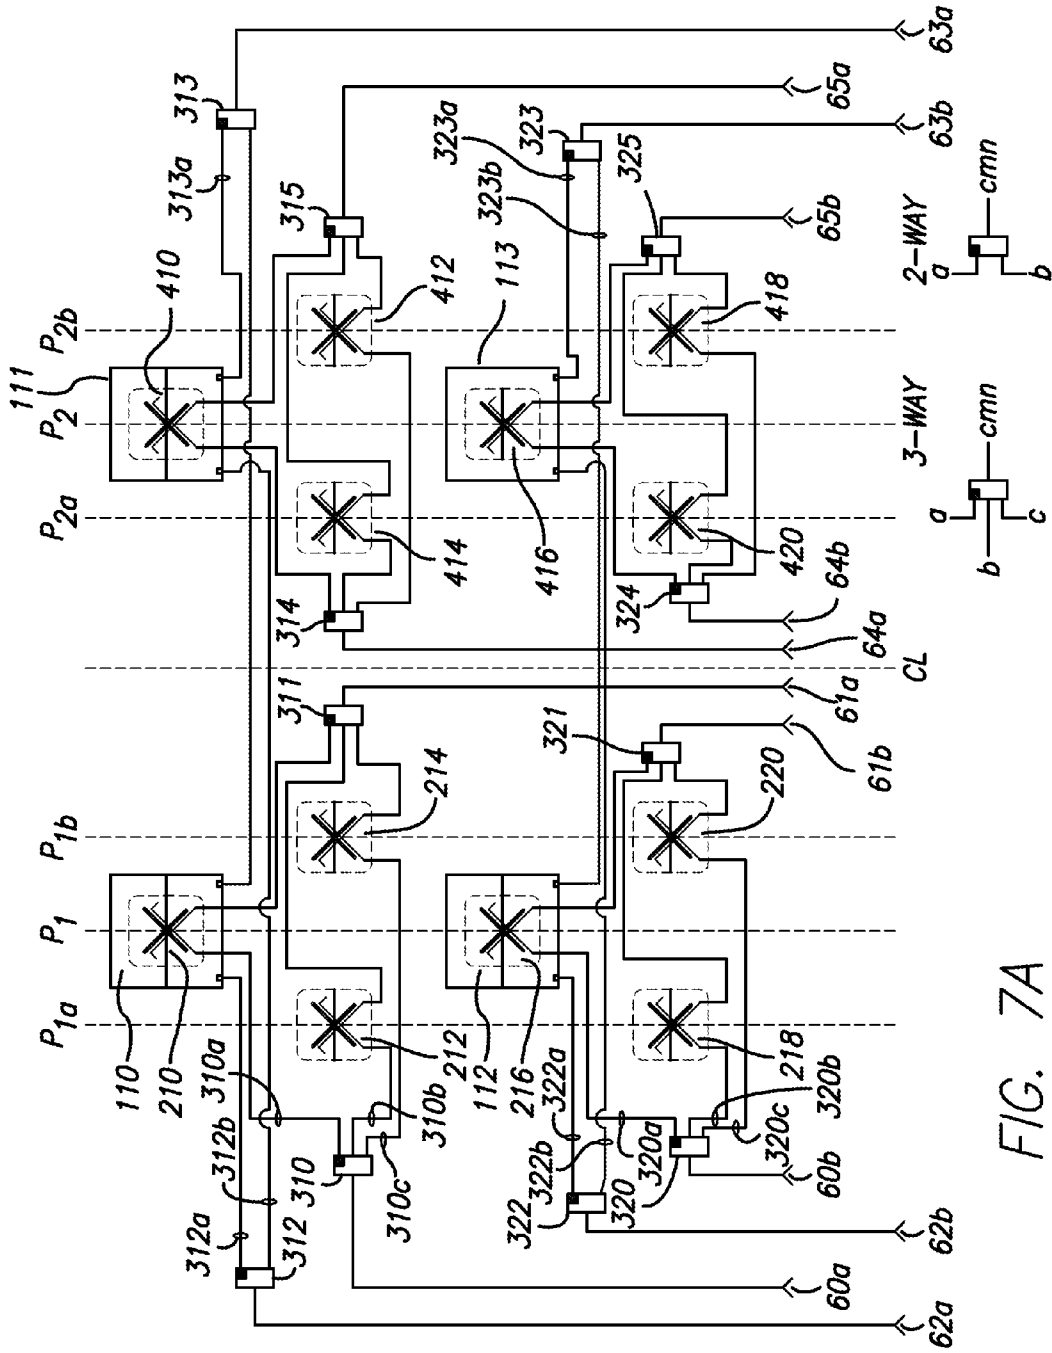 111
P1a
P1
P1b
P2a
P2
P2b
110
210
410
310a
312a
312b
312
310
310b
310c
212
214
311
314
414
412
315
313a
313
112
216
322a
322b
322
320a
320
320b
320c
218
220
321
324
420
416
113
418
325
323b
323a
323
62a
60a
62b
60b
61b
61a
CL
64a
64b
65b
63b
65a
63a
3-WAY
a
b
c
cmn
2-WAY
a
b
cmn
FIG. 7A